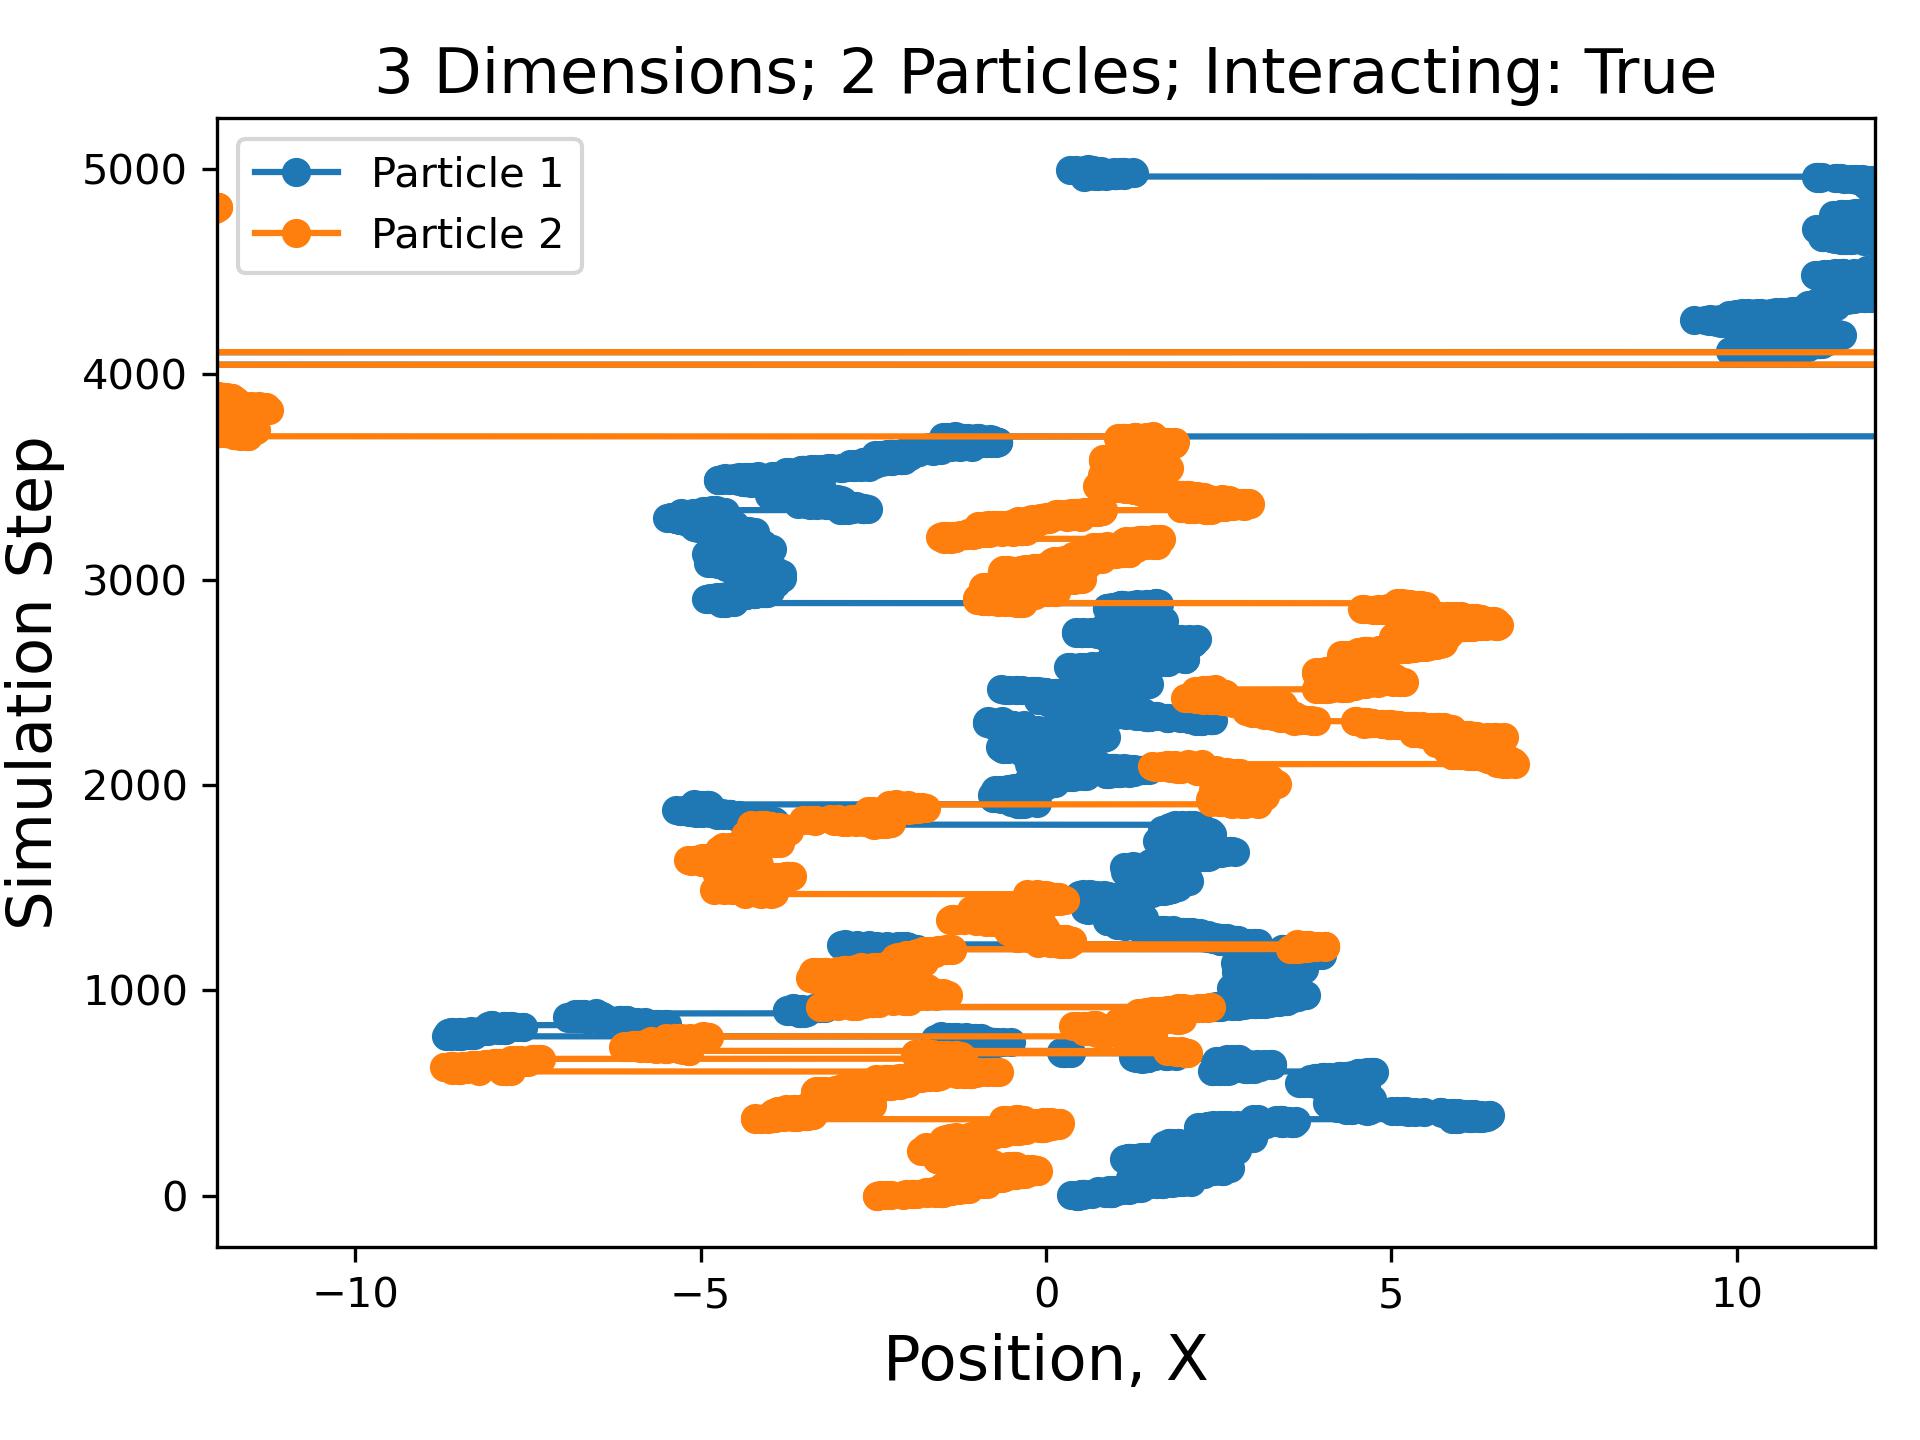 3 Dimensions; 2 Particles; Interacting: True
Particle 1
Particle 2
Simulation Step
5000
4000
3000
2000
1000
0
−10
−5
0
5
10
Position, X